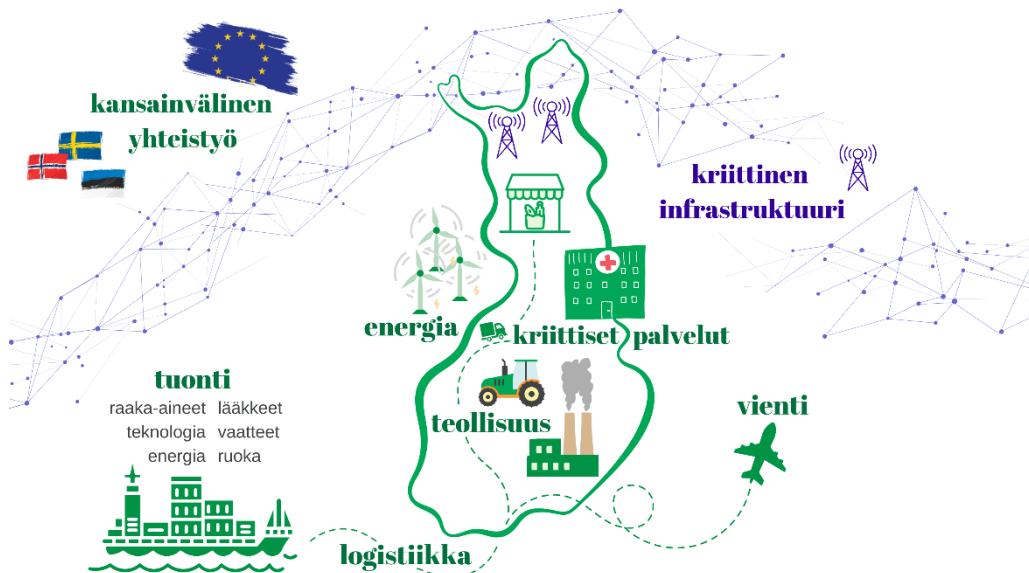 kansainvälinen
yhteistyö
kriittinen
infrastruktuuri
energia
kriittiset palvelut
tuonti
raaka-aineet lääkkeet
teknologia vaatteet
energia ruoka
teollisuus
vienti
logistiikka